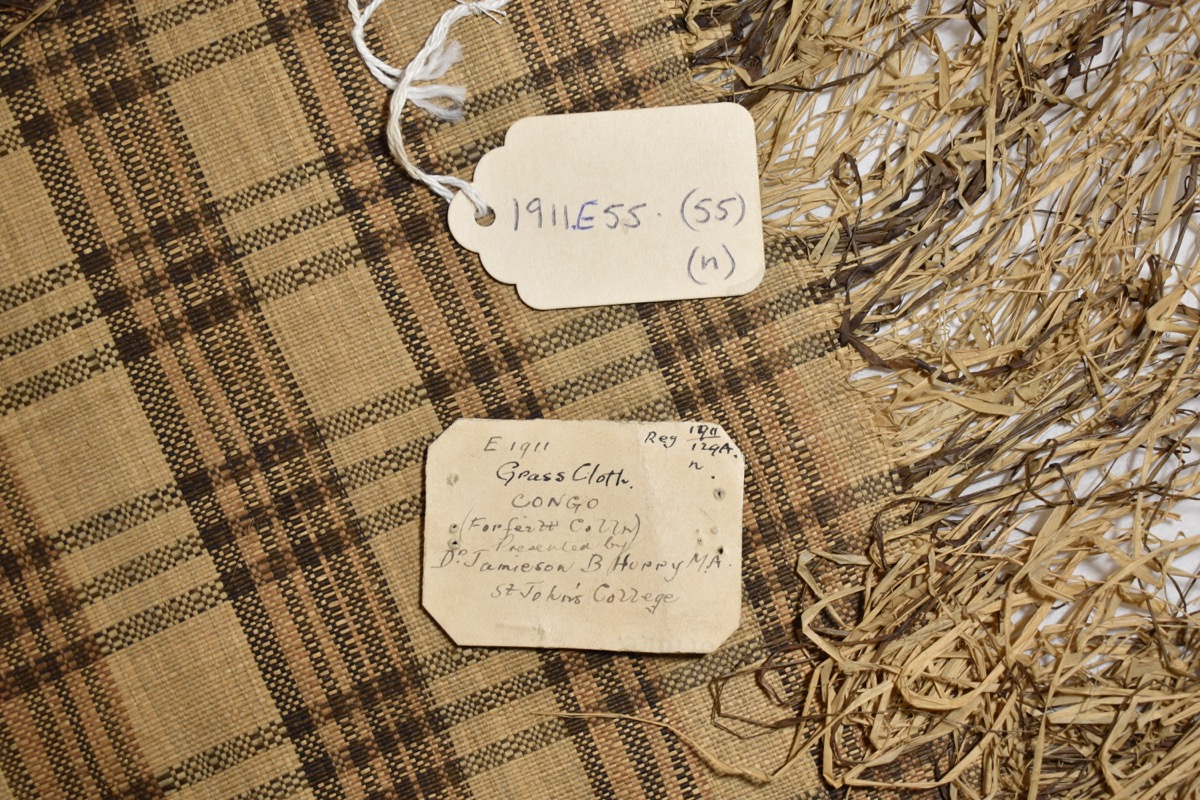 1911.E55. (55)
(n)
E 1911
Reg 1911/129A.
n.
Grass Cloth.
CONGO
(Forfeitt Colln)
Presented by
Dr. Jamieson B Hurry M.A.
St John's College